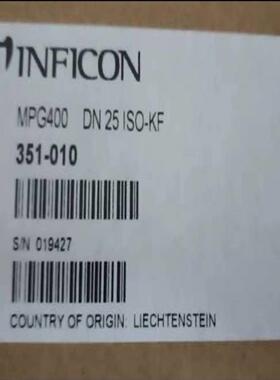 INFICON
MPG400 DN 25 ISO-KF
351-010
S/N 019427
COUNTRY OF ORIGIN: LIECHTENSTEIN